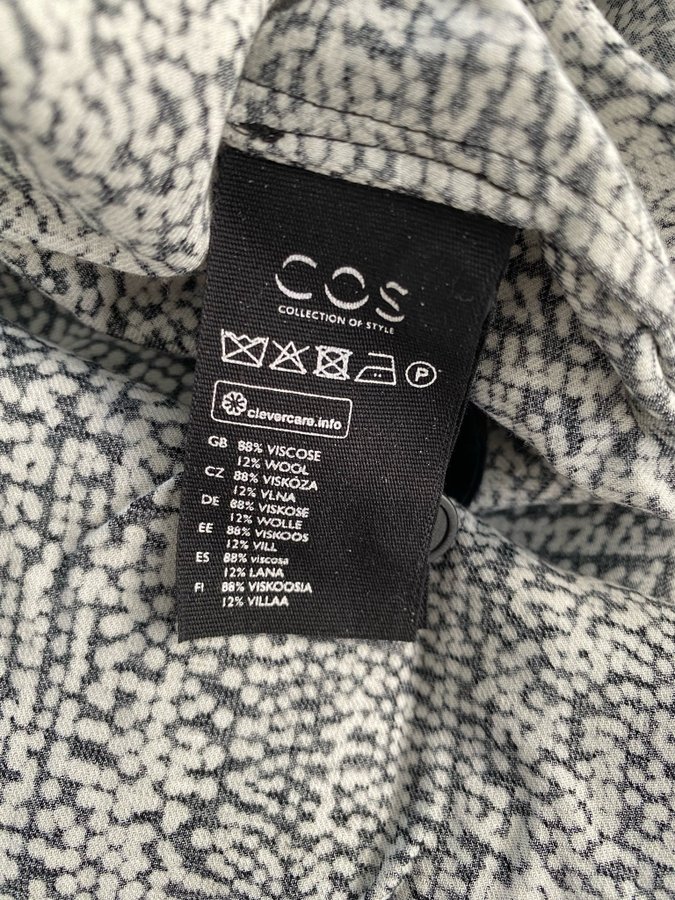 COS
COLLECTION OF STYLE
P
clevercare.info
GB 88% VISCOSE
12% WOOL
CZ 88% VISKÓZA
12% VLNA
DE 88% VISKOSE
12% WOLLE
EE 88% VISKOOS
12% VILL
ES 88% viscosa
12% LANA
FI 88% VISKOOSIA
12% VILLAA